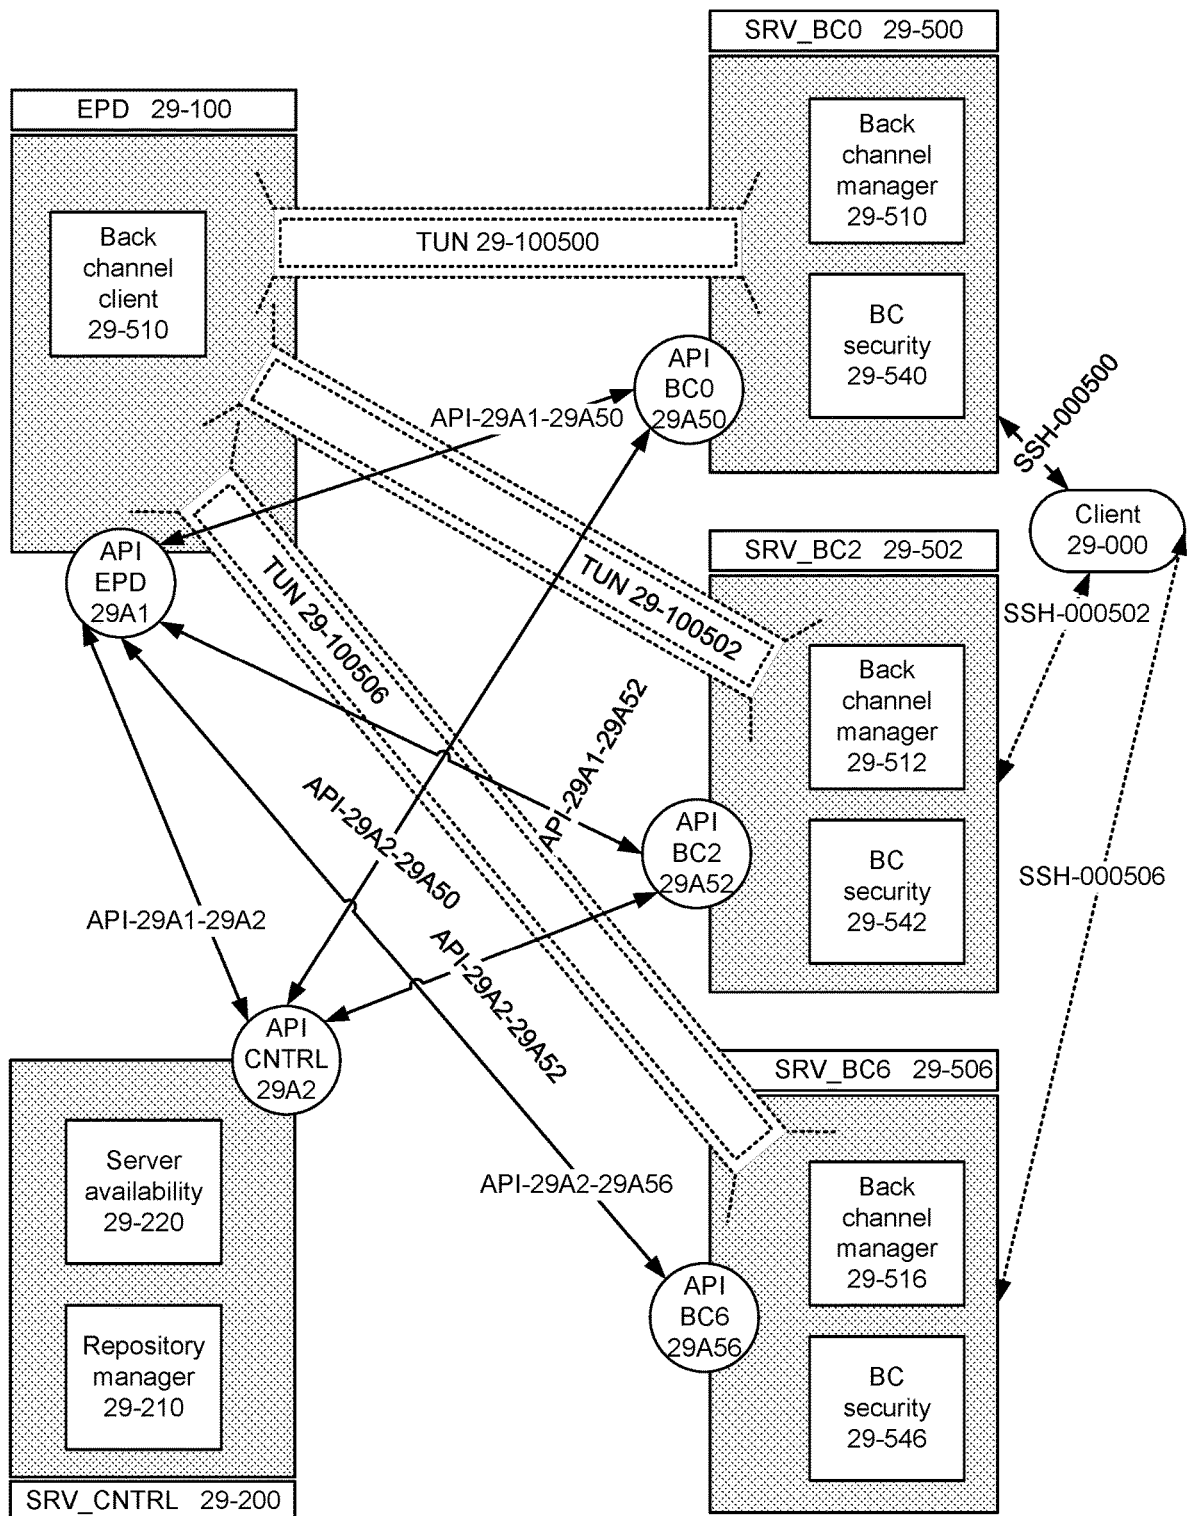 SRV_BC0 29-500
Back
channel
manager
29-510
BC
security
29-540
EPD 29-100
Back
channel
client
29-510
TUN 29-100500
API
BC0
29A50
API-29A1-29A50
SSH-000500
Client
29-000
API
EPD
29A1
TUN 29-100506
TUN 29-100502
SRV_BC2 29-502
SSH-000502
Back
channel
manager
29-512
BC
security
29-542
API-29A1-29A52
API
BC2
29A52
API-29A2-29A50
SSH-000506
API-29A1-29A2
API-29A2-29A52
API
CNTRL
29A2
SRV_BC6 29-506
Server
availability
29-220
API-29A2-29A56
Back
channel
manager
29-516
API
BC6
29A56
Repository
manager
29-210
BC
security
29-546
SRV_CNTRL 29-200